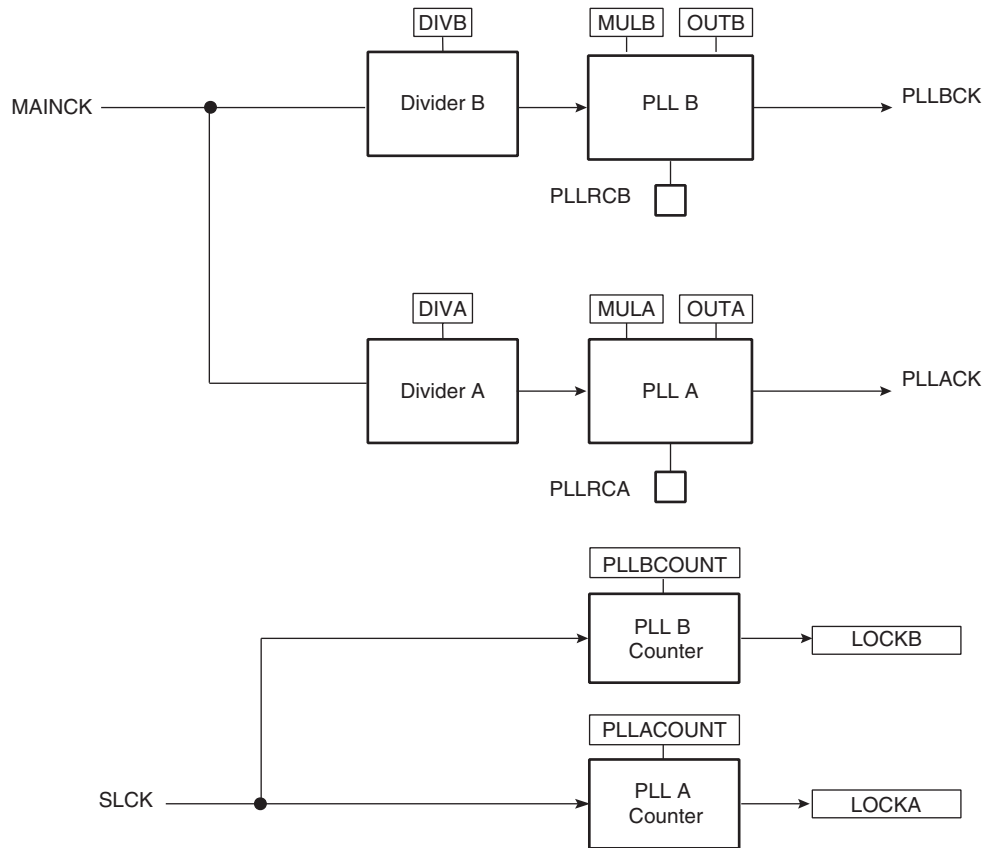 DIVB
MULB
OUTB
MAINCK
Divider B
PLL B
PLLBCK
PLLRCB
DIVA
MULA
OUTA
Divider A
PLL A
PLLACK
PLLRCA
PLLBCOUNT
PLL B
Counter
LOCKB
PLLACOUNT
SLCK
PLL A
Counter
LOCKA